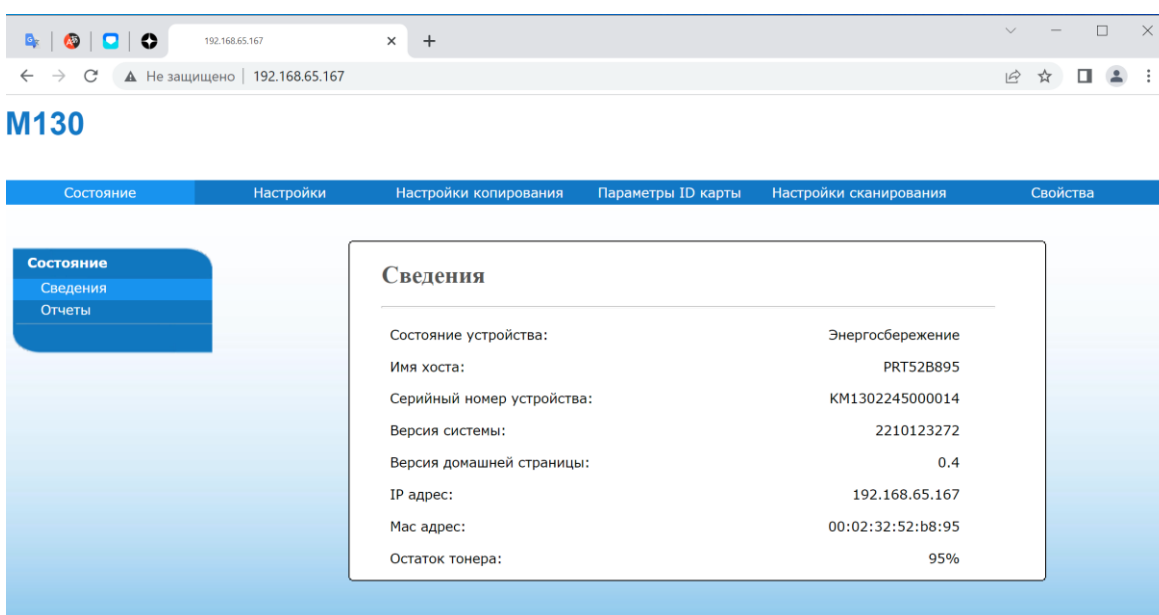 192.168.65.167
Не защищено | 192.168.65.167
M130
Состояние Настройки Настройки копирования Параметры ID карты Настройки сканирования Свойства
Состояние
Сведения
Отчеты
Сведения
Состояние устройства: Энергосбережение
Имя хоста: PRT52B895
Серийный номер устройства: KM1302245000014
Версия системы: 2210123272
Версия домашней страницы: 0.4
IP адрес: 192.168.65.167
Mac адрес: 00:02:32:52:b8:95
Остаток тонера: 95%